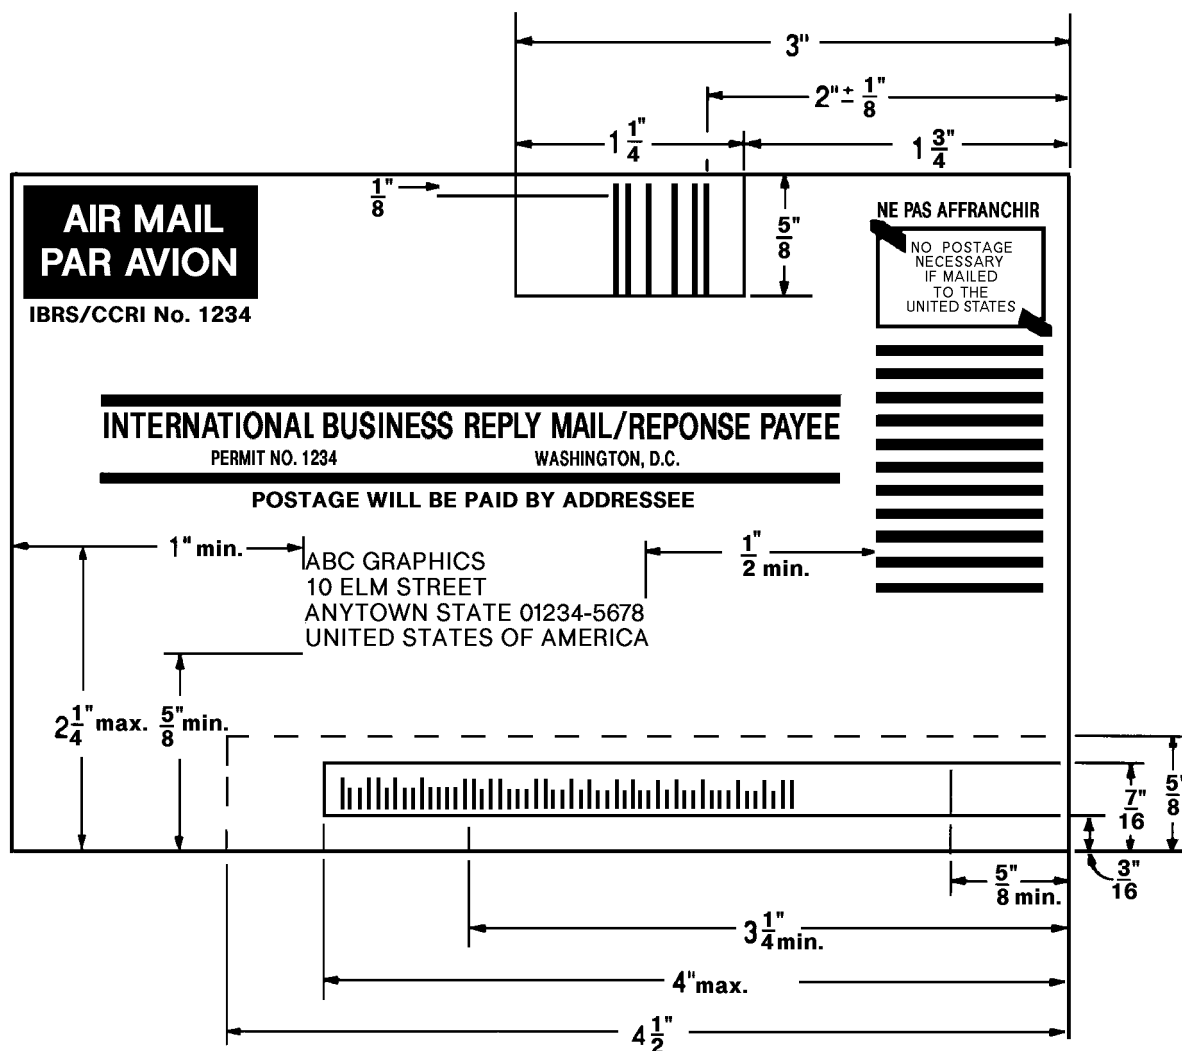 3"
2" ± 1/8"
1 1/4"
1 3/4"
1/8"
5/8"
AIR MAIL
PAR AVION
IBRS/CCRI No. 1234
NE PAS AFFRANCHIR
NO POSTAGE
NECESSARY
IF MAILED
TO THE
UNITED STATES
INTERNATIONAL BUSINESS REPLY MAIL/REPONSE PAYEE
PERMIT NO. 1234 WASHINGTON, D.C.
POSTAGE WILL BE PAID BY ADDRESSEE
1" min.
1/2" min.
ABC GRAPHICS
10 ELM STREET
ANYTOWN STATE 01234-5678
UNITED STATES OF AMERICA
2 1/4" max.
5/8" min.
7/16"
5/8"
3/16"
5/8" min.
3 1/4" min.
4" max.
4 1/2"